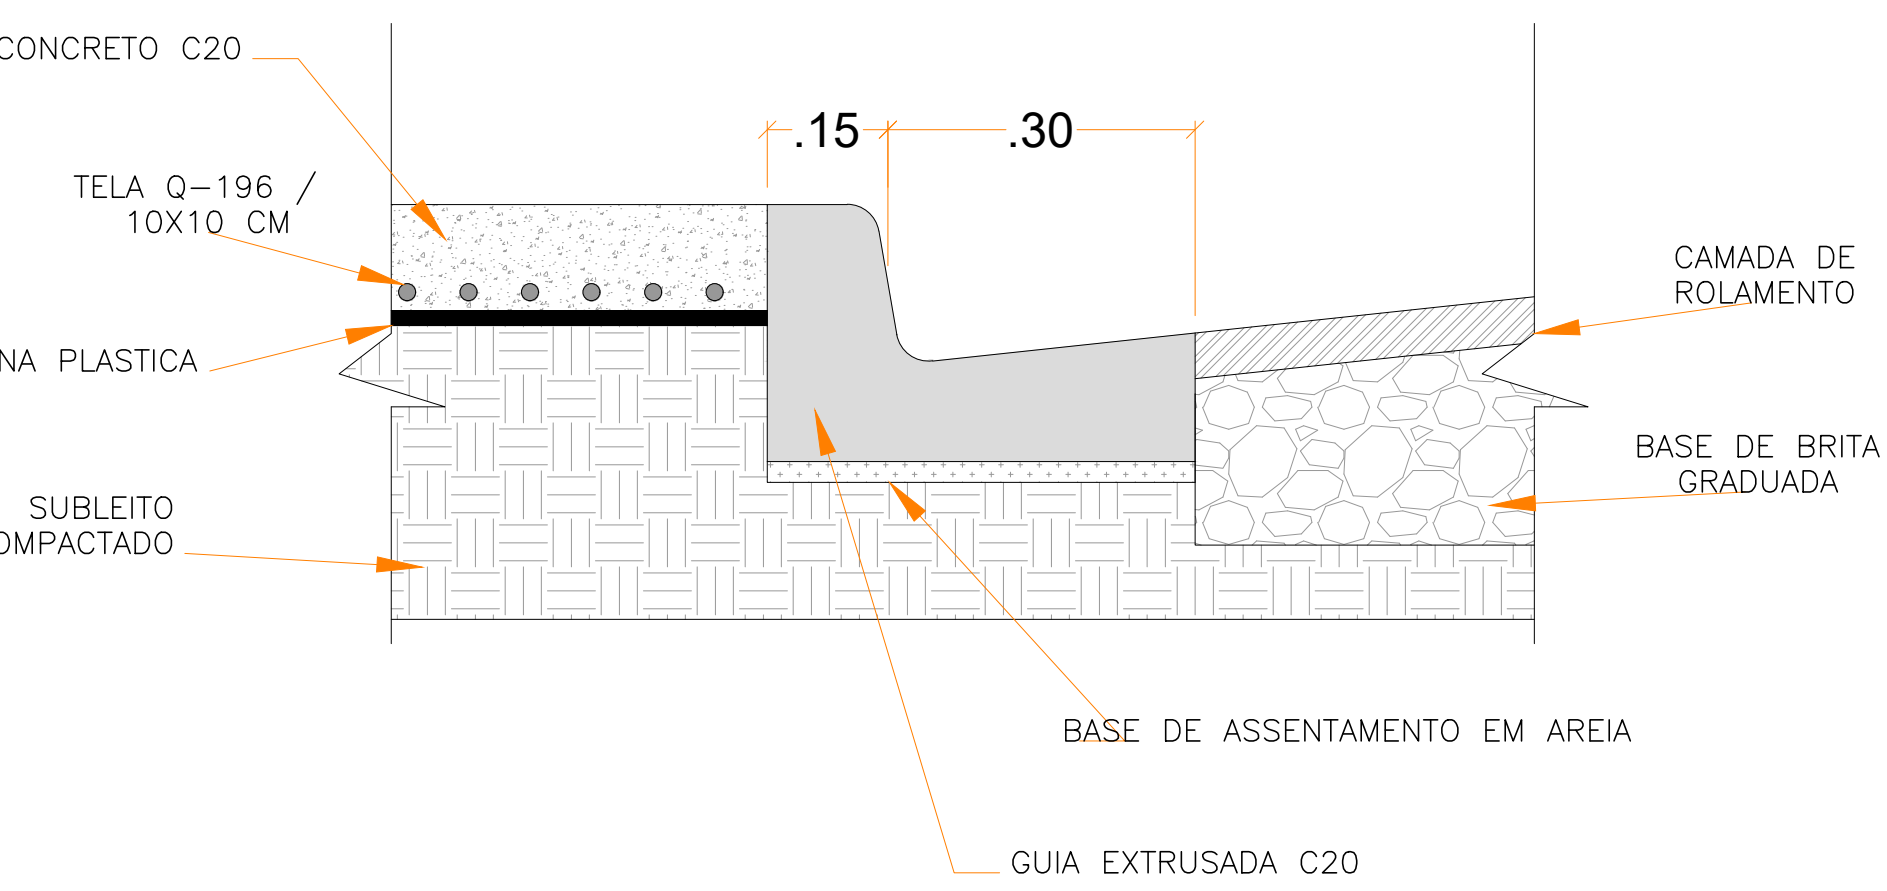 CONCRETO C20
.15
.30
TELA Q-196 /
10X10 CM
CAMADA DE
ROLAMENTO
NA PLASTICA
BASE DE BRITA
GRADUADA
SUBLEITO
OMPACTADO
BASE DE ASSENTAMENTO EM AREIA
GUIA EXTRUSADA C20